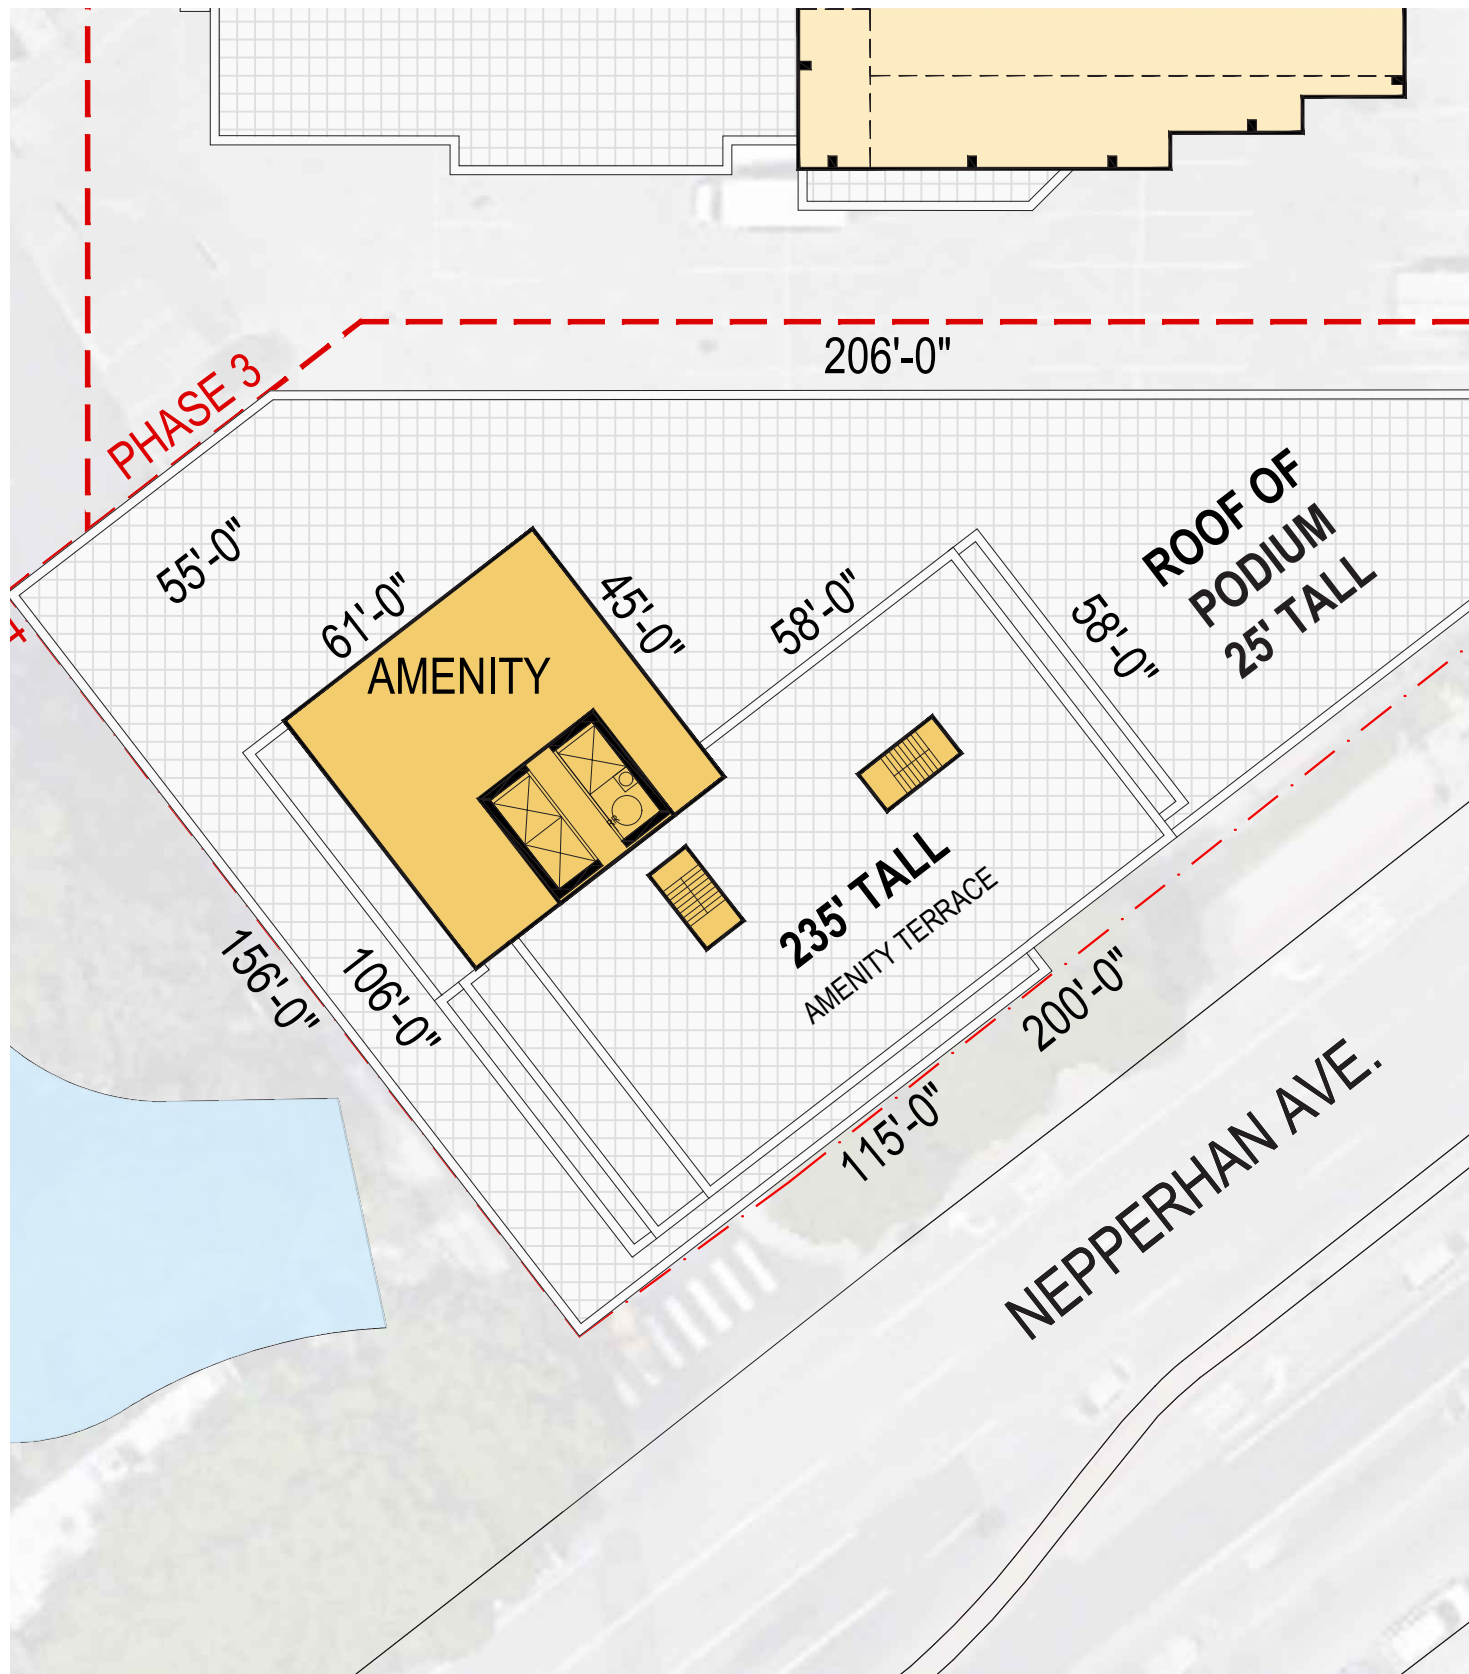 206'-0"
PHASE 3
ROOF OF
PODIUM
25' TALL
55'-0"
61'-0"
45'-0"
58'-0"
58'-0"
AMENITY
235' TALL
AMENITY TERRACE
156'-0"
106'-0"
200'-0"
115'-0"
NEPPERHAN AVE.